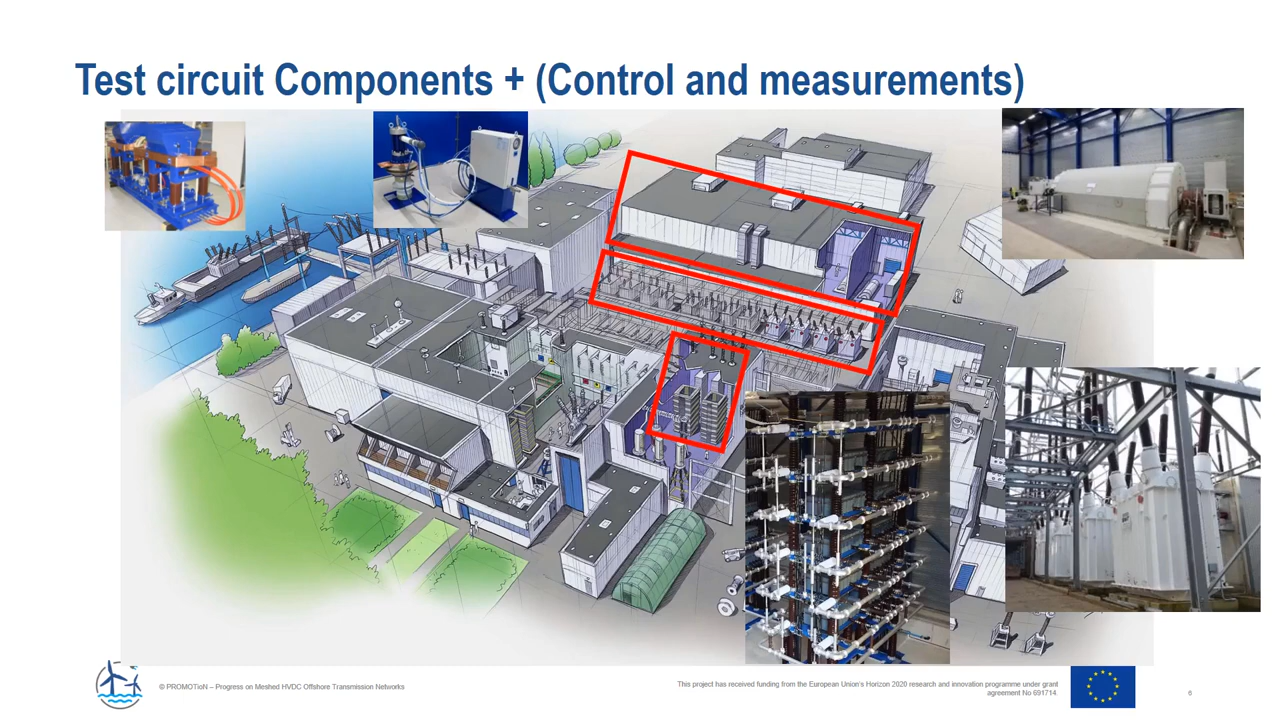 Test circuit Components + (Control and measurements)
© PROMOTioN – Progress on Meshed HVDC Offshore Transmission Networks
This project has received funding from the European Union's Horizon 2020 research and innovation programme under grant
agreement No 691714.
6